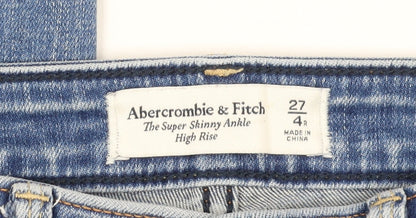 Abercrombie & Fitch
The Super Skinny Ankle
High Rise
27
4R
MADE IN
CHINA